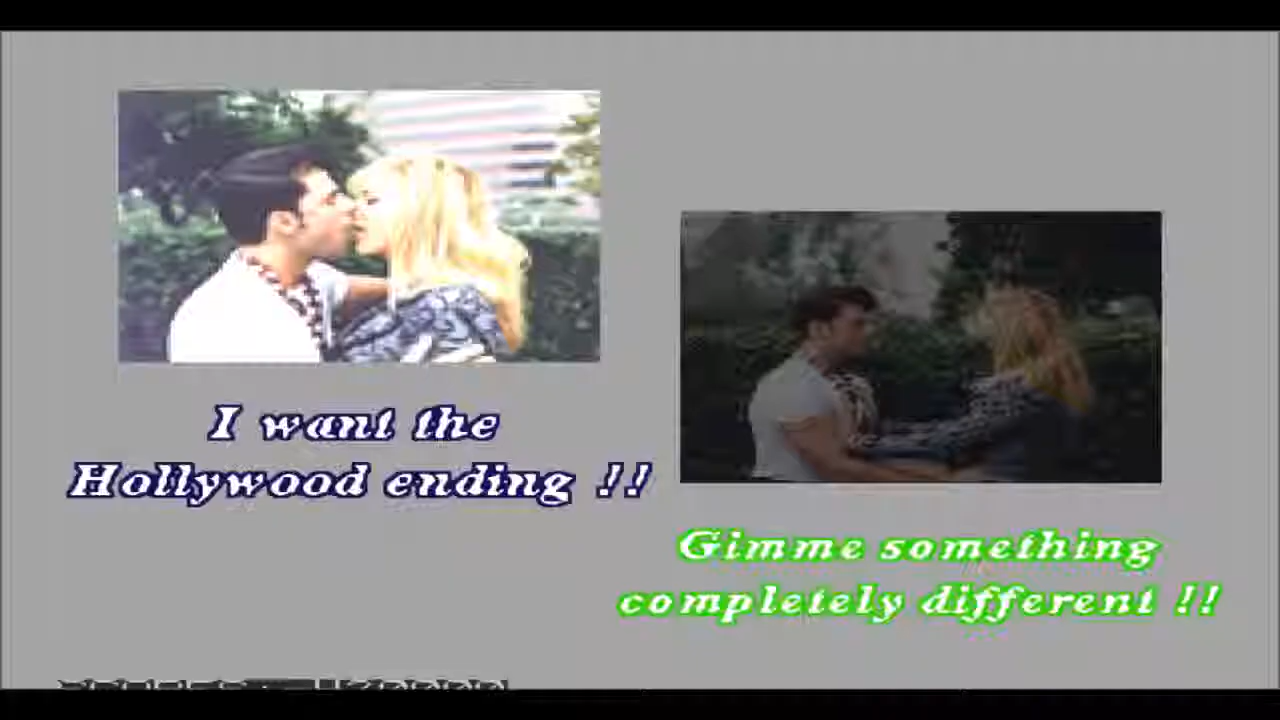 I want the
Hollywood ending !!
Gimme something
completely different !!